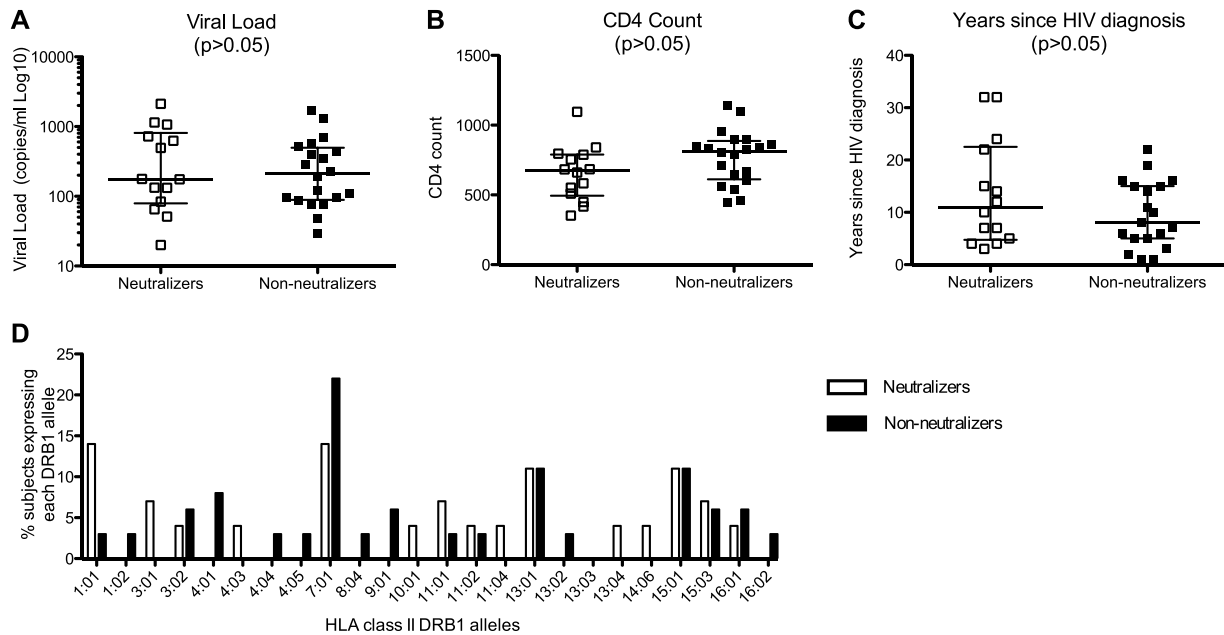 A
Viral Load
(p>0.05)
Viral Load (copies/ml Log10)
10000
1000
100
10
Neutralizers
Non-neutralizers
B
CD4 Count
(p>0.05)
CD4 count
1500
1000
500
0
Neutralizers
Non-neutralizers
C
Years since HIV diagnosis
(p>0.05)
Years since HIV diagnosis
40
30
20
10
0
Neutralizers
Non-neutralizers
D
% subjects expressing
each DRB1 allele
25
20
15
10
5
0
1:01
1:02
3:01
3:02
4:01
4:03
4:04
4:05
7:01
8:04
9:01
10:01
11:01
11:02
11:04
13:01
13:02
13:03
13:04
14:06
15:01
15:03
16:01
16:02
HLA class II DRB1 alleles
Neutralizers
Non-neutralizers